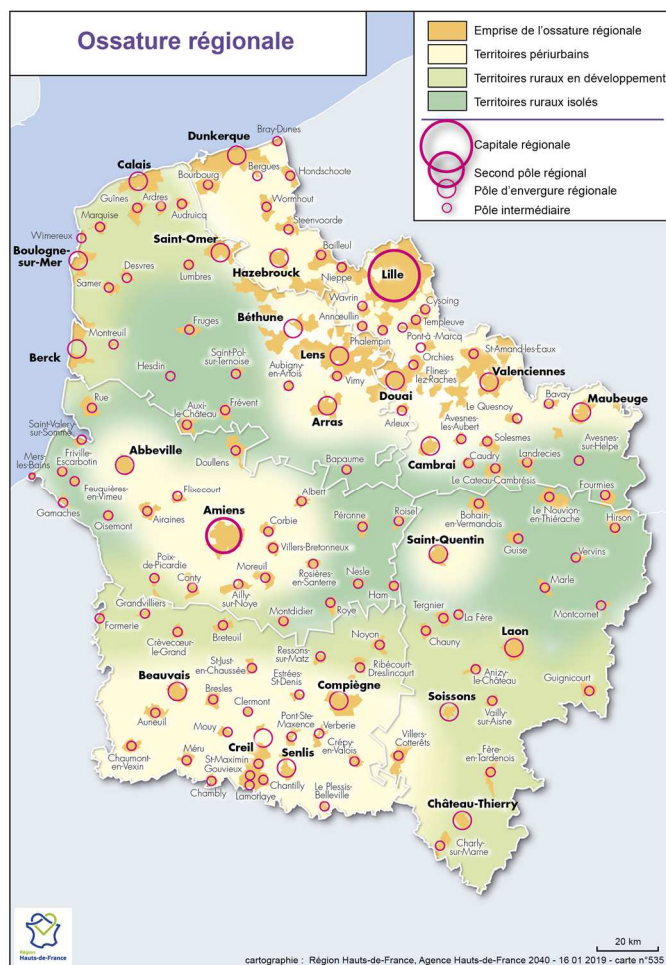 Ossature régionale
Emprise de l'ossature régionale
Territoires périurbains
Territoires ruraux en développement
Territoires ruraux isolés
Capitale régionale
Second pôle régional
Pôle d'envergure régionale
Pôle intermédiaire
Bray-Dunes
Dunkerque
Calais
Bourbourg
Bergues
Hondschoote
Guînes
Ardres
Audruicq
Wormhout
Marquise
Steenvoorde
Wimereux
Saint-Omer
Bailleul
Boulogne-
sur-Mer
Desvres
Lumbres
Hazebrouck
Nieppe
Lille
Samer
Wavrin
Cysoing
Béthune
Annœullin
Templeuve
Fruges
Phalempin
Pont-
à-Marcq
Montreuil
Orchies
St-Amand-les-Eaux
Berck
Saint-Pol-
sur-Ternoise
Aubigny-
en-Artois
Lens
Flines-
lez-Raches
Valenciennes
Hesdin
Vimy
Douai
Rue
Auxi-
le-Château
Frévent
Arras
Arleux
Le Quesnoy
Bavay
Maubeuge
Saint-Valery-
sur-Somme
Avesnes-
les-Aubert
Solesmes
Mers-
les-Bains
Friville-
Escarbotin
Abbeville
Doullens
Bapaume
Cambrai
Caudry
Landrecies
Avesnes-
sur-Helpe
Feuquières-
en-Vimeu
Le Cateau-Cambrésis
Fourmies
Gamaches
Flixecourt
Albert
Oisemont
Airaines
Amiens
Péronne
Roisel
Bohain-
en-Vermandois
Le Nouvion-
en-Thiérache
Hirson
Corbie
Saint-Quentin
Guise
Villers-Bretonneux
Vervins
Poix-
de-Picardie
Conty
Moreuil
Rosières-
en-Santerre
Nesle
Ham
Marle
Ailly-
sur-Noye
Montcornet
Grandvilliers
Montdidier
Roye
Tergnier
La Fère
Formerie
Crèvecœur-
le-Grand
Breteuil
Noyon
Chauny
Laon
St-Just-
en-Chaussée
Ressons-
sur-Matz
Ribécourt-
Dreslincourt
Anizy-
le-Château
Guignicourt
Beauvais
Estrées-
St-Denis
Compiègne
Soissons
Bresles
Clermont
Vailly-
sur-Aisne
Auneuil
Mouy
Pont-Ste-
Maxence
Verberie
Villers-
Cotterêts
Creil
Crépy-
en-Valois
Fère-
en-Tardenois
Chaumont-
en-Vexin
Méru
St-Maximin
Gouvieux
Senlis
Chambly
Lamorlaye
Chantilly
Le Plessis-
Belleville
Château-Thierry
Charly-
sur-Marne
Région
Hauts-de-France
20 km
cartographie : Région Hauts-de-France, Agence Hauts-de-France 2040 - 16 01 2019 - carte n°535